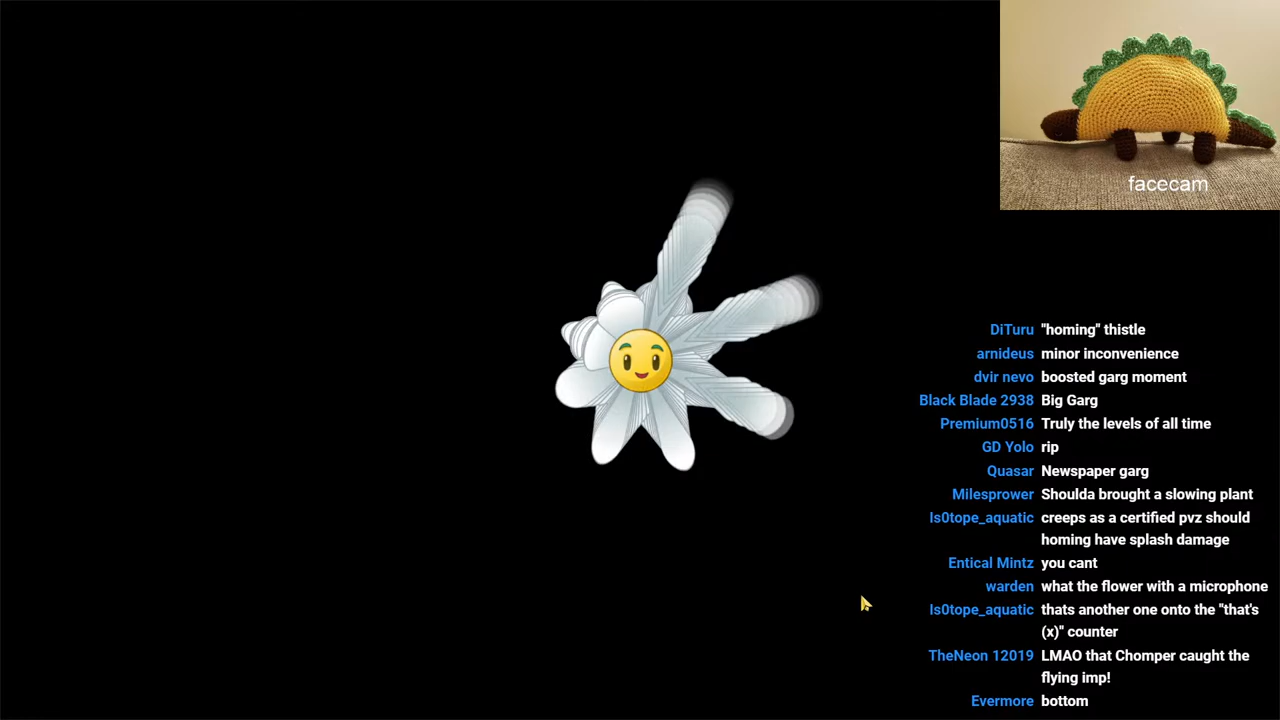 facecam
DiTuru "homing" thistle
arnideus minor inconvenience
dvir nevo boosted garg moment
Black Blade 2938 Big Garg
Premium0516 Truly the levels of all time
GD Yolo rip
Quasar Newspaper garg
Milesprower Shoulda brought a slowing plant
Is0tope_aquatic creeps as a certified pvz should
homing have splash damage
Entical Mintz you cant
warden what the flower with a microphone
Is0tope_aquatic thats another one onto the "that's
(x)" counter
TheNeon 12019 LMAO that Chomper caught the
flying imp!
Evermore bottom